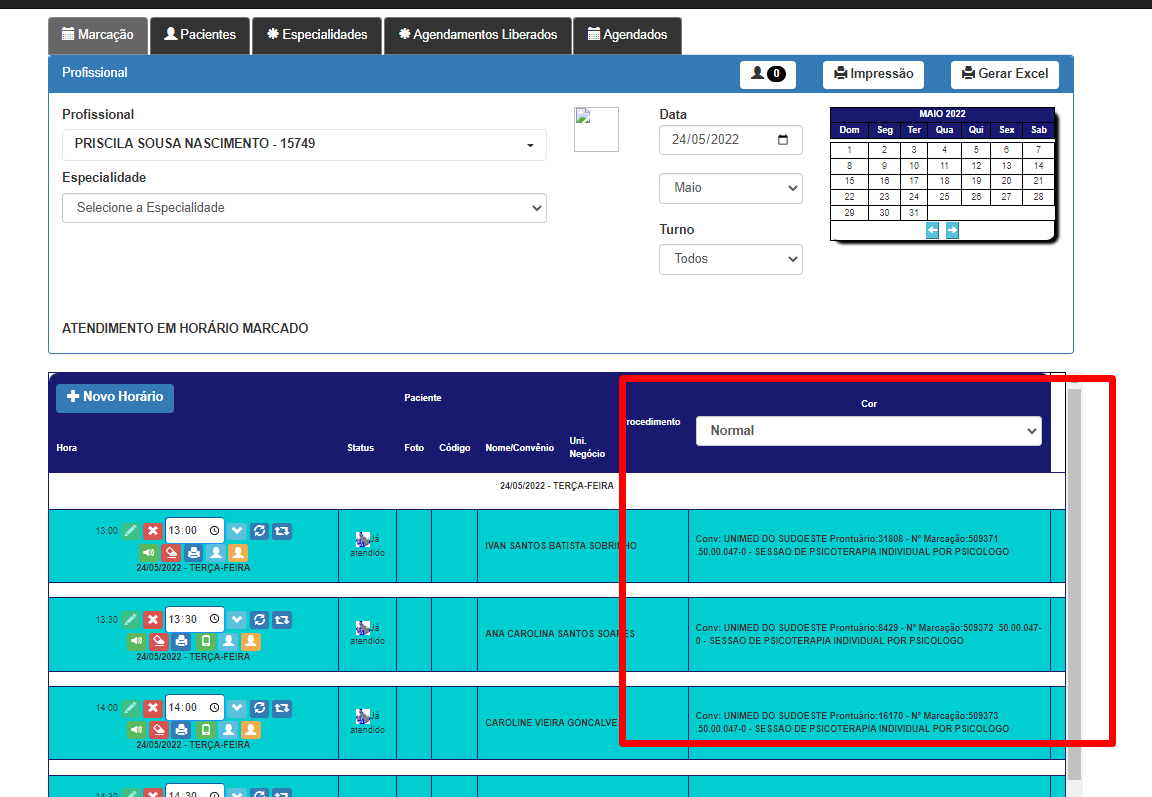 Marcação Pacientes Especialidades Agendamentos Liberados Agendados
Profissional 0 Impressão Gerar Excel
Profissional
PRISCILA SOUSA NASCIMENTO - 15749
Especialidade
Selecione a Especialidade
Data
24/05/2022
Maio
Turno
Todos
MAIO 2022
Dom Seg Ter Qua Qui Sex Sab
1 2 3 4 5 6 7
8 9 10 11 12 13 14
15 16 17 18 19 20 21
22 23 24 25 26 27 28
29 30 31
ATENDIMENTO EM HORÁRIO MARCADO
Novo Horário
Paciente
Cor
rocedimento
Normal
Hora Status Foto Código Nome/Convênio Uni.
Negócio
24/05/2022 - TERÇA-FEIRA
13:00 13:00
24/05/2022 - TERÇA-FEIRA
Já
atendido
IVAN SANTOS BATISTA SOBRINHO
Conv: UNIMED DO SUDOESTE Prontuário:31808 - Nº Marcação:509371
.50.00.047-0 - SESSAO DE PSICOTERAPIA INDIVIDUAL POR PSICOLOGO
13:30 13:30
24/05/2022 - TERÇA-FEIRA
Já
atendido
ANA CAROLINA SANTOS SOARES
Conv: UNIMED DO SUDOESTE Prontuário:8429 - Nº Marcação:509372 .50.00.047-
0 - SESSAO DE PSICOTERAPIA INDIVIDUAL POR PSICOLOGO
14:00 14:00
24/05/2022 - TERÇA-FEIRA
Já
atendido
CAROLINE VIEIRA GONCALVE
Conv: UNIMED DO SUDOESTE Prontuário:16170 - Nº Marcação:509373
.50.00.047-0 - SESSAO DE PSICOTERAPIA INDIVIDUAL POR PSICOLOGO
14:30 14:30